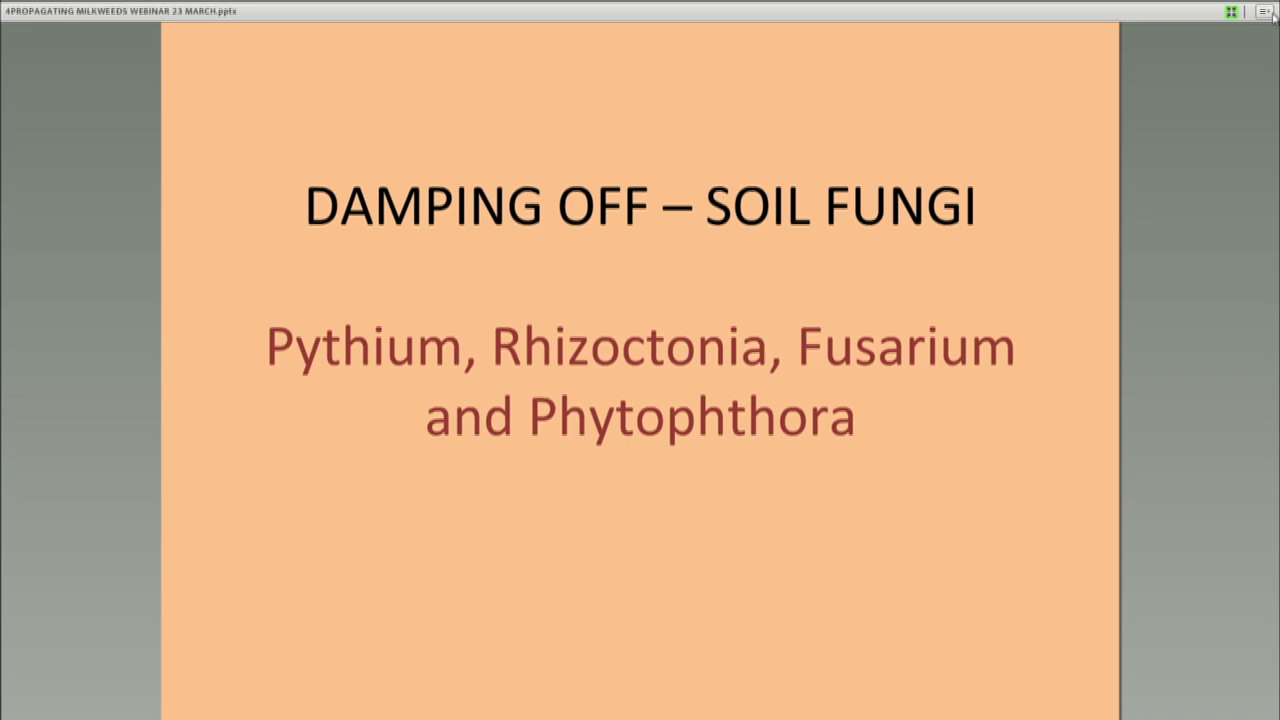 4PROPAGATING MILKWEEDS WEBINAR 23 MARCH.pptx
DAMPING OFF – SOIL FUNGI
Pythium, Rhizoctonia, Fusarium
and Phytophthora